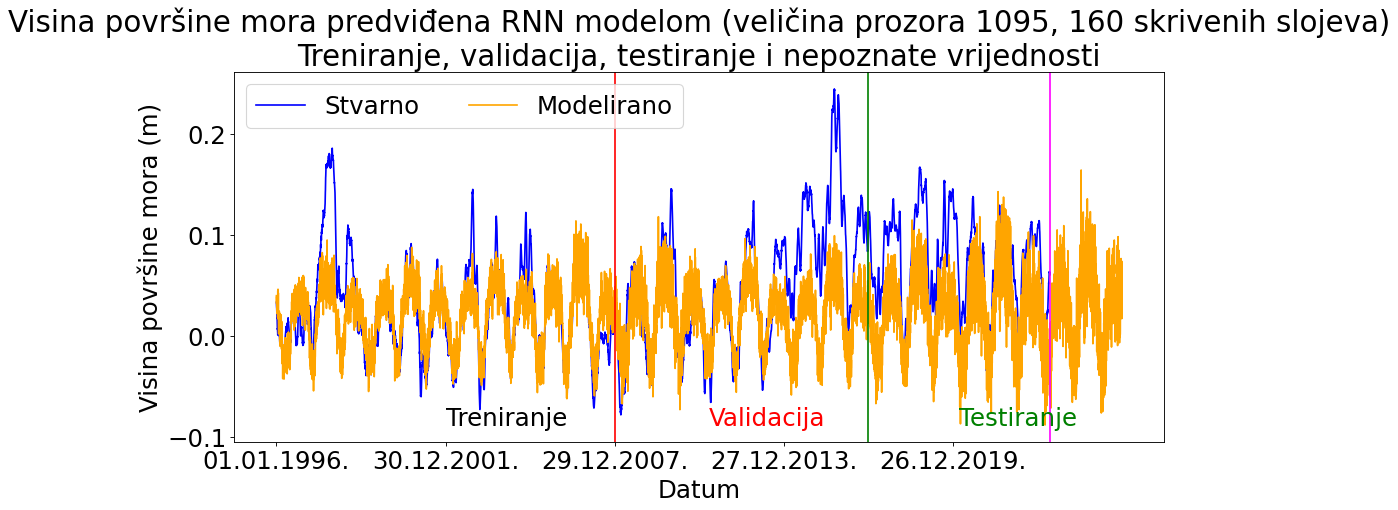 Visina površine mora predviđena RNN modelom (veličina prozora 1095, 160 skrivenih slojeva)
Treniranje, validacija, testiranje i nepoznate vrijednosti
Stvarno
Modelirano
Visina površine mora (m)
0.2
0.1
0.0
−0.1
Treniranje
Validacija
Testiranje
01.01.1996.
30.12.2001.
29.12.2007.
27.12.2013.
26.12.2019.
Datum